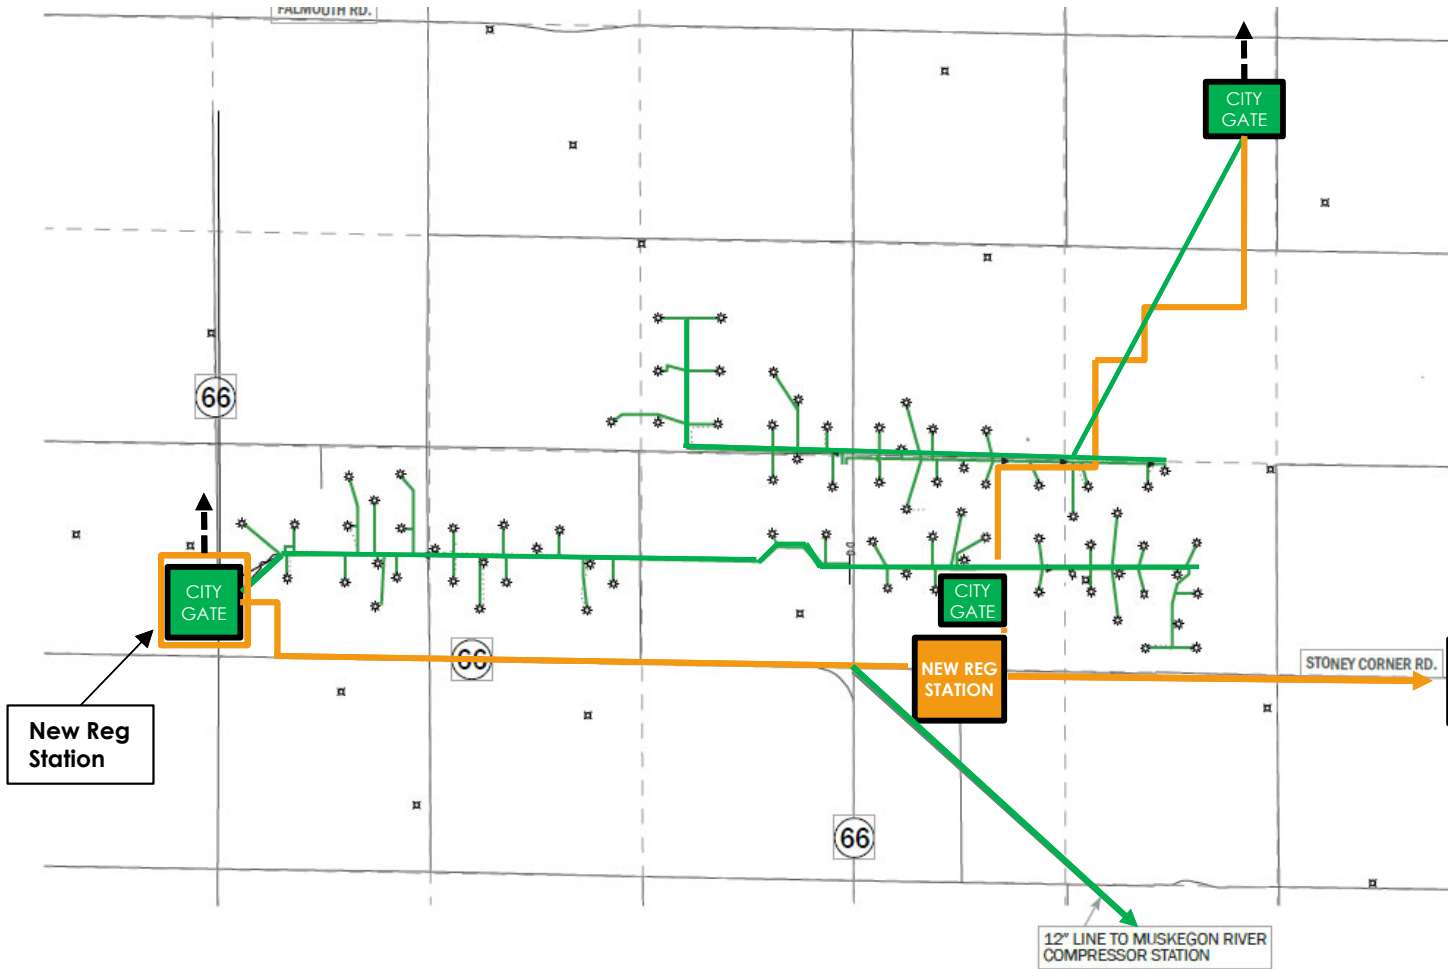 FALMOUTH RD.
CITY
GATE
66
CITY
GATE
CITY
GATE
66
NEW REG
STATION
STONEY CORNER RD.
New Reg
Station
66
12" LINE TO MUSKEGON RIVER
COMPRESSOR STATION